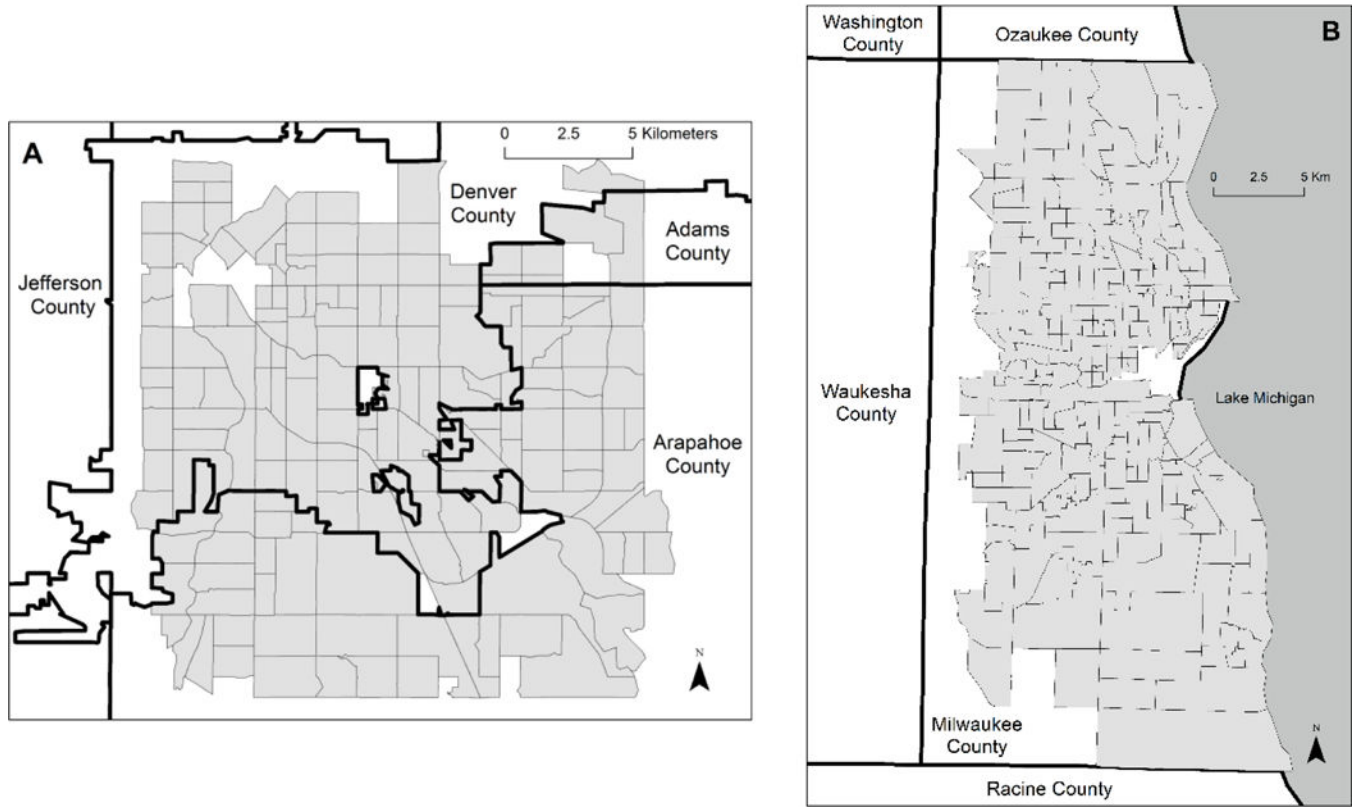 A
0 2.5 5 Kilometers
Denver
County
Adams
County
Jefferson
County
Arapahoe
County
N
Washington
County
Ozaukee County
B
0 2.5 5 Km
Waukesha
County
Lake Michigan
Milwaukee
County
N
Racine County